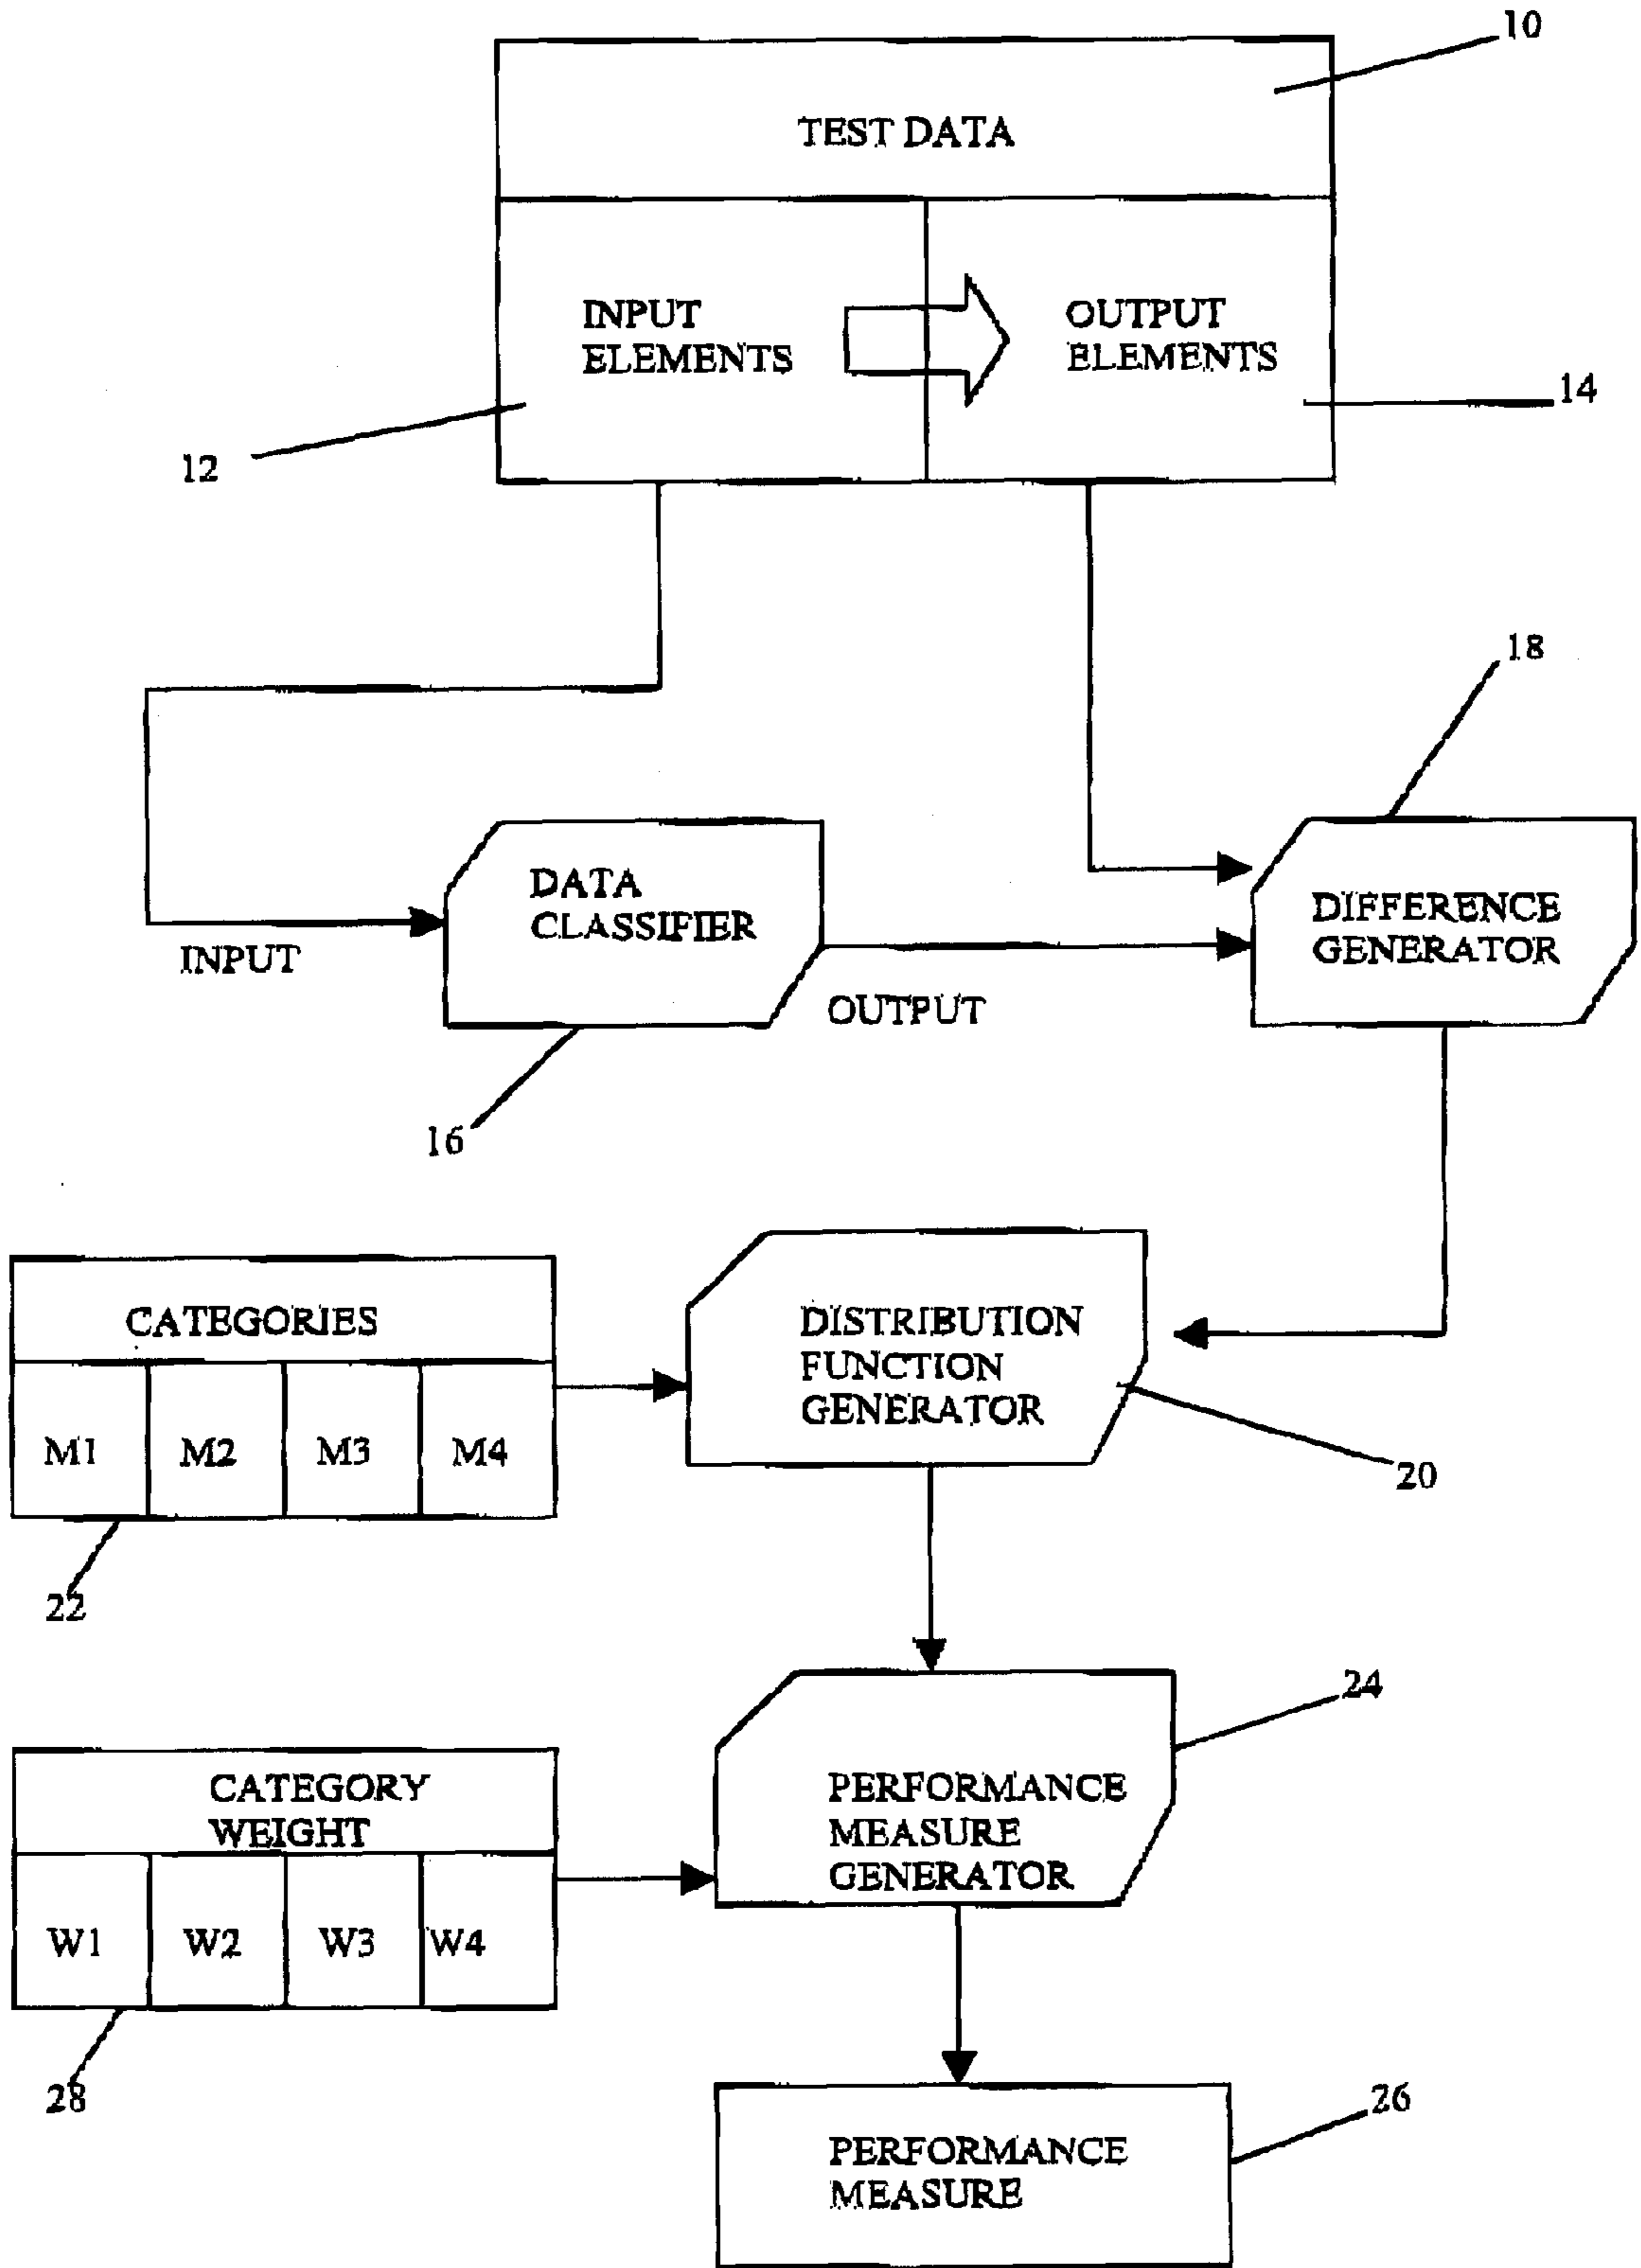 10
TEST DATA
INPUT
ELEMENTS
OUTPUT
ELEMENTS
12
14
18
DATA
CLASSIFIER
DIFFERENCE
GENERATOR
INPUT
OUTPUT
16
CATEGORIES
M1 M2 M3 M4
DISTRIBUTION
FUNCTION
GENERATOR
20
22
24
CATEGORY
WEIGHT
W1 W2 W3 W4
PERFORMANCE
MEASURE
GENERATOR
28
26
PERFORMANCE
MEASURE